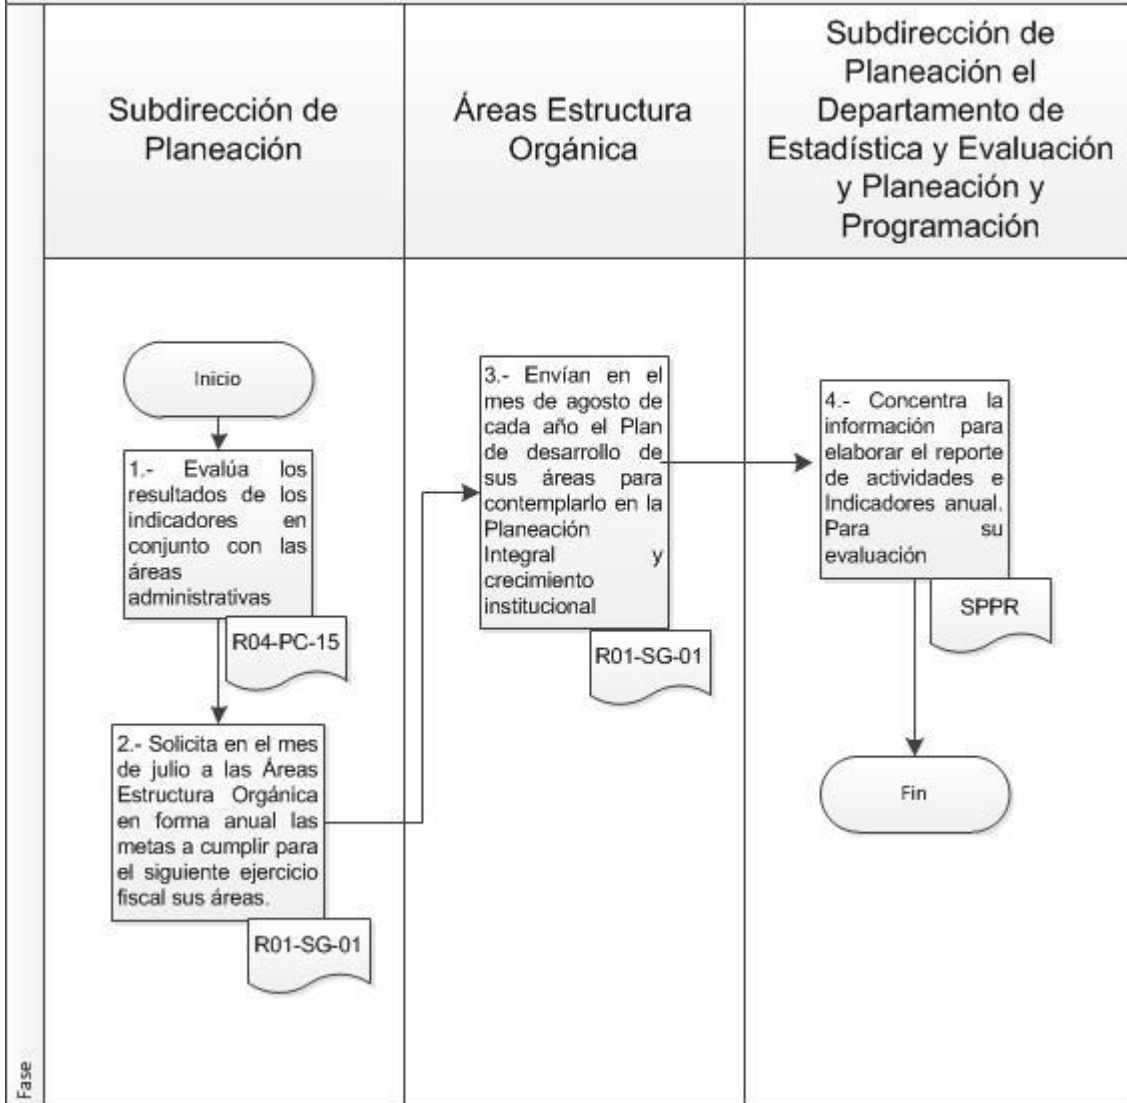 Subdirección de
Planeación
Áreas Estructura
Orgánica
Subdirección de
Planeación el
Departamento de
Estadística y Evaluación
y Planeación y
Programación
Inicio
1.- Evalúa los
resultados de los
indicadores en
conjunto con las
áreas
administrativas
R04-PC-15
2.- Solicita en el mes
de julio a las Áreas
Estructura Orgánica
en forma anual las
metas a cumplir para
el siguiente ejercicio
fiscal sus áreas.
R01-SG-01
3.- Envían en el
mes de agosto de
cada año el Plan
de desarrollo de
sus áreas para
contemplarlo en la
Planeación
Integral y
crecimiento
institucional
R01-SG-01
4.- Concentra la
información para
elaborar el reporte
de actividades e
Indicadores anual.
Para su
evaluación
SPPR
Fin
Fase